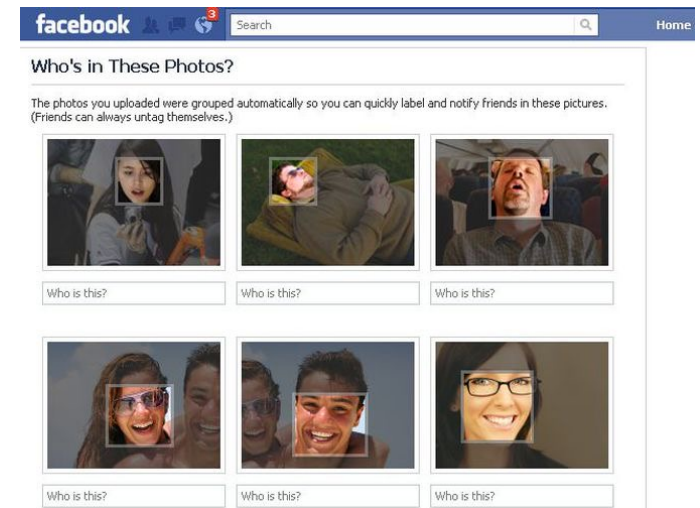 facebook 3 Search Home
Who's in These Photos?
The photos you uploaded were grouped automatically so you can quickly label and notify friends in these pictures.
(Friends can always untag themselves.)
Who is this? Who is this? Who is this?
Who is this? Who is this? Who is this?